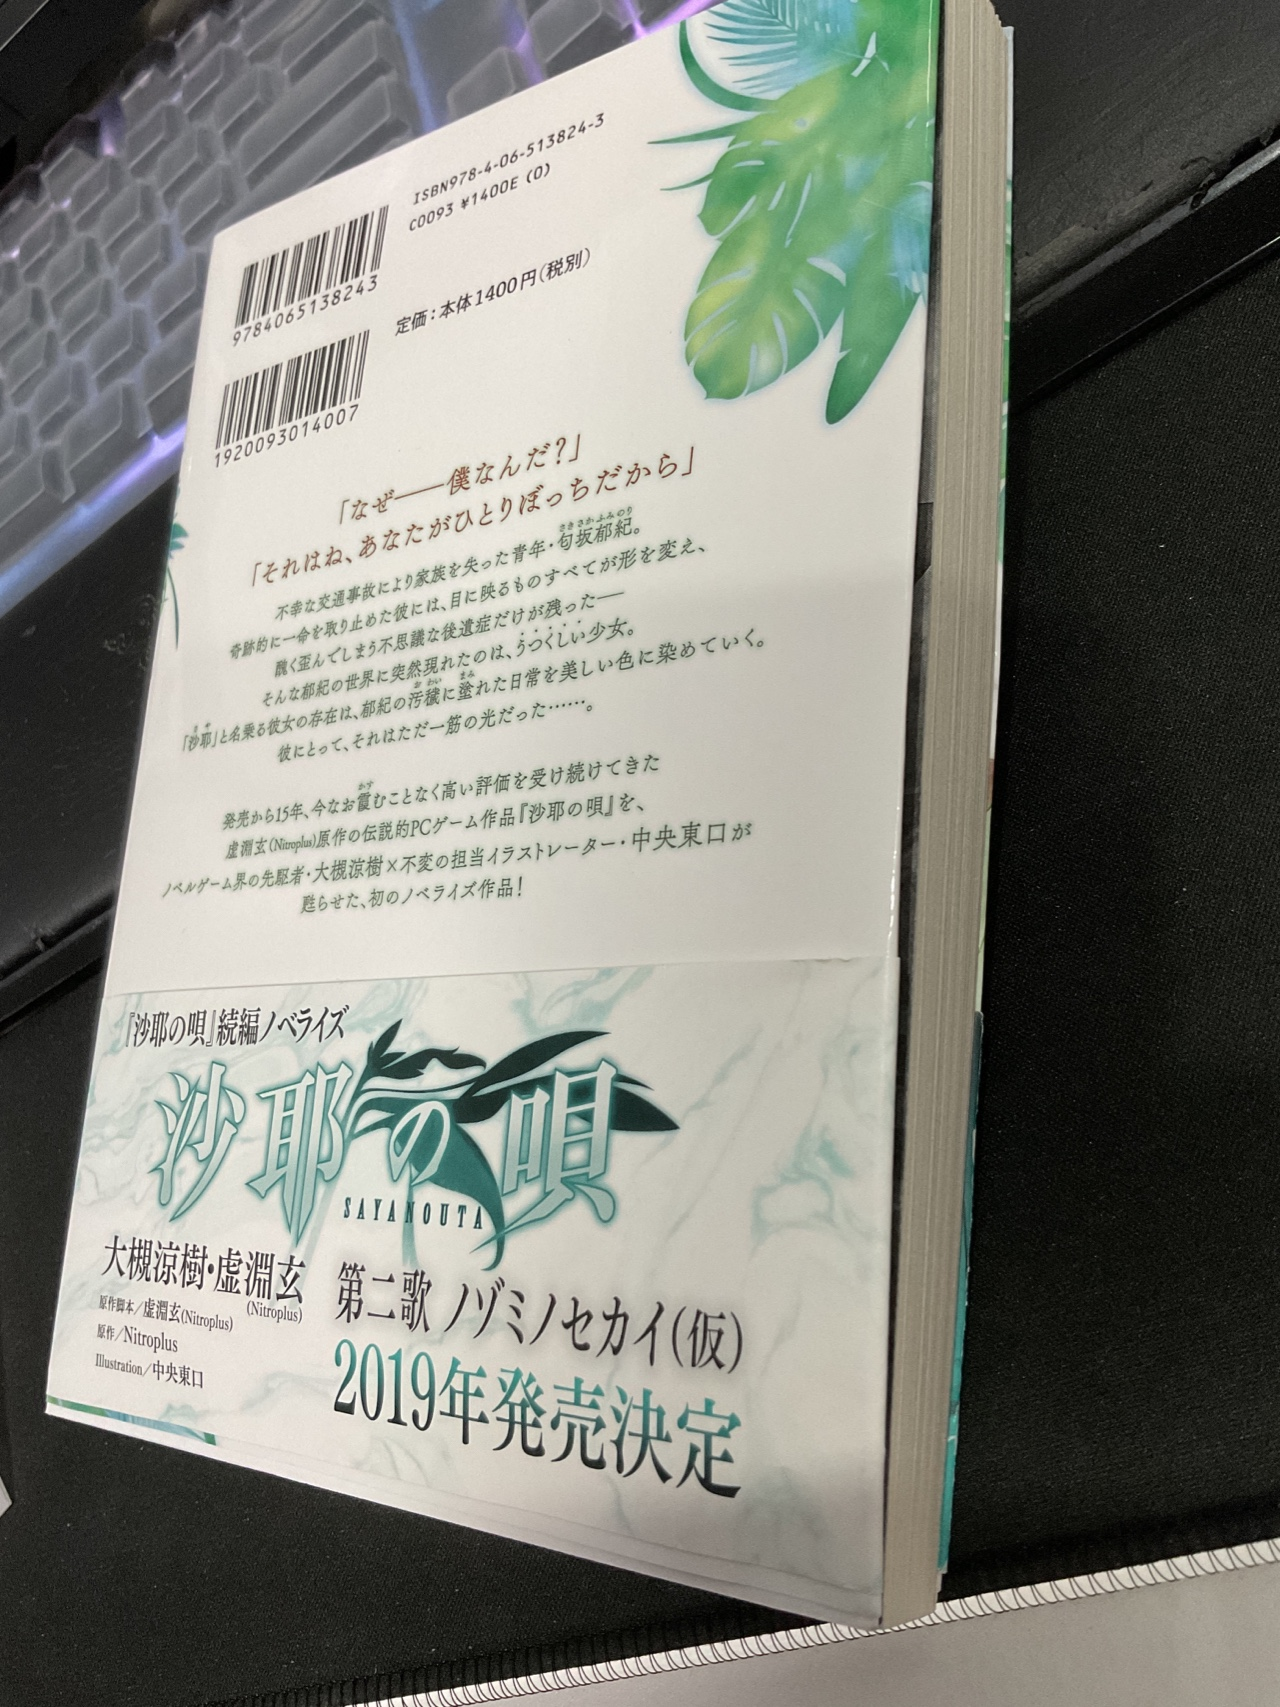 ISBN978-4-06-513824-3
C0093 ¥1400E (0)
9784065138243
定価：本体1400円(税別)
1920093014007
「なぜ――僕なんだ？」
「それはね、あなたがひとりぼっちだから」
不幸な交通事故により家族を失った青年・匂坂郁紀。
さきさかふみのり
奇跡的に一命を取り止めた彼には、目に映るものすべてが形を変え、
醜く歪んでしまう不思議な後遺症だけが残った――
そんな郁紀の世界に突然現れたのは、うつくしい少女。
「沙耶」と名乗る彼女の存在は、郁紀の汚穢に塗れた日常を美しい色に染めていく。
さや
おわい
まみ
彼にとって、それはただ一筋の光だった……。
発売から15年、今なお霞むことなく高い評価を受け続けてきた
かす
虚淵玄(Nitroplus)原作の伝説的PCゲーム作品『沙耶の唄』を、
ノベルゲーム界の先駆者・大槻涼樹×不変の担当イラストレーター・中央東口が
甦らせた、初のノベライズ作品！
『沙耶の唄』続編ノベライズ
沙耶の唄
SAYANOUTA
大槻涼樹・虚淵玄
(Nitroplus)
原作脚本／虚淵玄(Nitroplus)
原作／Nitroplus
Illustration／中央東口
第二歌 ノゾミノセカイ(仮)
2019年発売決定